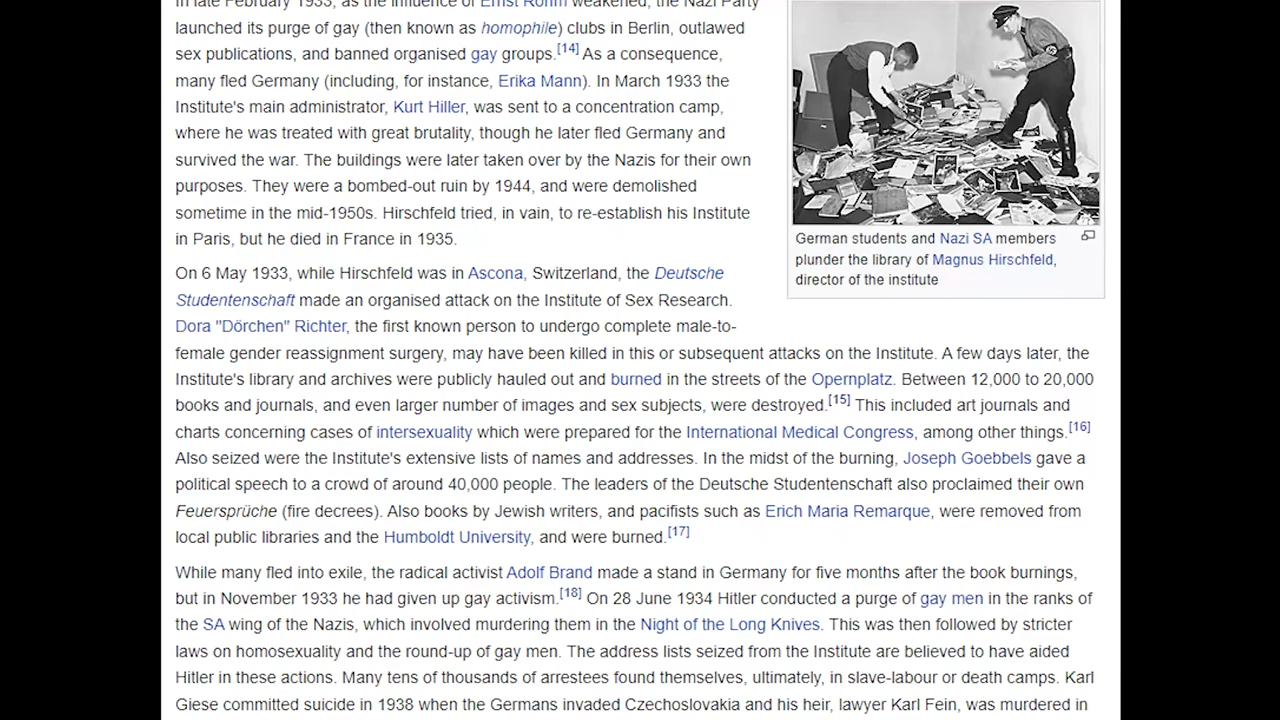 In late February 1933, as the influence of Ernst Röhm weakened, the Nazi Party
launched its purge of gay (then known as homophile) clubs in Berlin, outlawed
sex publications, and banned organised gay groups.[14] As a consequence,
many fled Germany (including, for instance, Erika Mann). In March 1933 the
Institute's main administrator, Kurt Hiller, was sent to a concentration camp,
where he was treated with great brutality, though he later fled Germany and
survived the war. The buildings were later taken over by the Nazis for their own
purposes. They were a bombed-out ruin by 1944, and were demolished
sometime in the mid-1950s. Hirschfeld tried, in vain, to re-establish his Institute
in Paris, but he died in France in 1935.
German students and Nazi SA members
plunder the library of Magnus Hirschfeld,
director of the institute
On 6 May 1933, while Hirschfeld was in Ascona, Switzerland, the Deutsche
Studentenschaft made an organised attack on the Institute of Sex Research.
Dora "Dörchen" Richter, the first known person to undergo complete male-to-
female gender reassignment surgery, may have been killed in this or subsequent attacks on the Institute. A few days later, the
Institute's library and archives were publicly hauled out and burned in the streets of the Opernplatz. Between 12,000 to 20,000
books and journals, and even larger number of images and sex subjects, were destroyed.[15] This included art journals and
charts concerning cases of intersexuality which were prepared for the International Medical Congress, among other things.[16]
Also seized were the Institute's extensive lists of names and addresses. In the midst of the burning, Joseph Goebbels gave a
political speech to a crowd of around 40,000 people. The leaders of the Deutsche Studentenschaft also proclaimed their own
Feuersprüche (fire decrees). Also books by Jewish writers, and pacifists such as Erich Maria Remarque, were removed from
local public libraries and the Humboldt University, and were burned.[17]
While many fled into exile, the radical activist Adolf Brand made a stand in Germany for five months after the book burnings,
but in November 1933 he had given up gay activism.[18] On 28 June 1934 Hitler conducted a purge of gay men in the ranks of
the SA wing of the Nazis, which involved murdering them in the Night of the Long Knives. This was then followed by stricter
laws on homosexuality and the round-up of gay men. The address lists seized from the Institute are believed to have aided
Hitler in these actions. Many tens of thousands of arrestees found themselves, ultimately, in slave-labour or death camps. Karl
Giese committed suicide in 1938 when the Germans invaded Czechoslovakia and his heir, lawyer Karl Fein, was murdered in